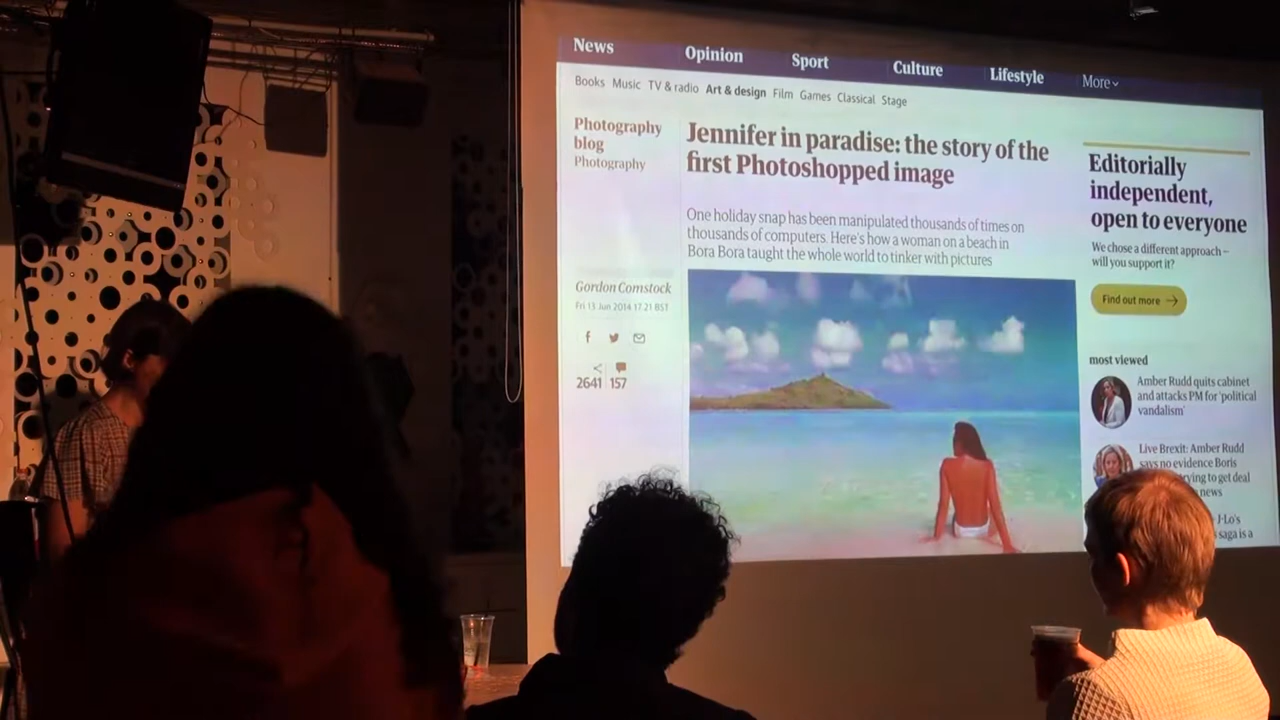 News Opinion Sport Culture Lifestyle More
Books Music TV & radio Art & design Film Games Classical Stage
Photography
blog
Photography
Jennifer in paradise: the story of the
first Photoshopped image
One holiday snap has been manipulated thousands of times on
thousands of computers. Here's how a woman on a beach in
Bora Bora taught the whole world to tinker with pictures
Gordon Comstock
Fri 13 Jun 2014 17.21 BST
2641 157
Editorially
independent,
open to everyone
We chose a different approach –
will you support it?
Find out more
most viewed
Amber Rudd quits cabinet
and attacks PM for 'political
vandalism'
Live Brexit: Amber Rudd
says no evidence Boris
trying to get deal
news
J-Lo's
saga is a